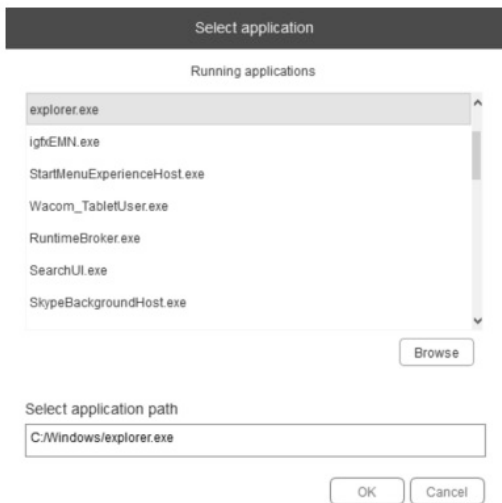 Select application
Running applications
explorer.exe
igfxEMN.exe
StartMenuExperienceHost.exe
Wacom_TabletUser.exe
RuntimeBroker.exe
SearchUI.exe
SkypeBackgroundHost.exe
Browse
Select application path
C:/Windows/explorer.exe
OK Cancel